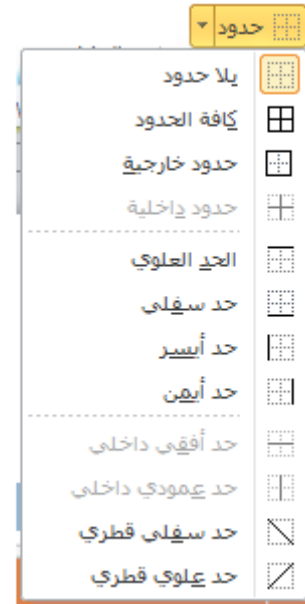 حدود
بلا حدود
كافة الحدود
حدود خارجية
حدود داخلية
الحد العلوي
حد سفلي
حد أيسر
حد أيمن
حد أفقي داخلي
حد عمودي داخلي
حد سفلي قطري
حد علوي قطري